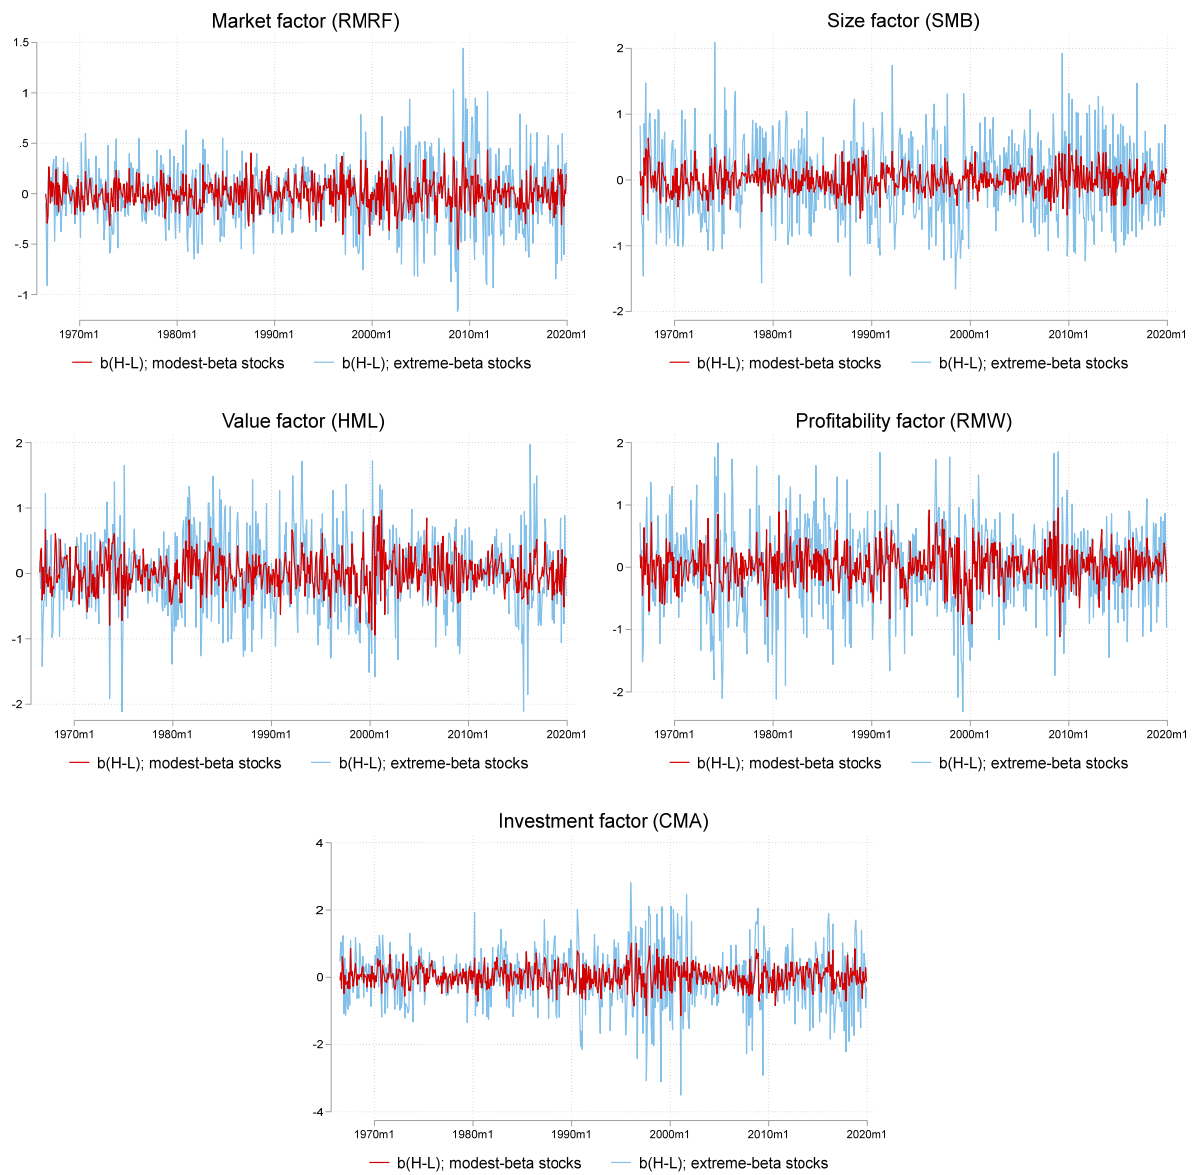 Market factor (RMRF)
1.5
1
.5
0
-.5
-1
1970m1 1980m1 1990m1 2000m1 2010m1 2020m1
b(H-L); modest-beta stocks b(H-L); extreme-beta stocks
Size factor (SMB)
2
1
0
-1
-2
1970m1 1980m1 1990m1 2000m1 2010m1 2020m1
b(H-L); modest-beta stocks b(H-L); extreme-beta stocks
Value factor (HML)
2
1
0
-1
-2
1970m1 1980m1 1990m1 2000m1 2010m1 2020m1
b(H-L); modest-beta stocks b(H-L); extreme-beta stocks
Profitability factor (RMW)
2
1
0
-1
-2
1970m1 1980m1 1990m1 2000m1 2010m1 2020m1
b(H-L); modest-beta stocks b(H-L); extreme-beta stocks
Investment factor (CMA)
4
2
0
-2
-4
1970m1 1980m1 1990m1 2000m1 2010m1 2020m1
b(H-L); modest-beta stocks b(H-L); extreme-beta stocks